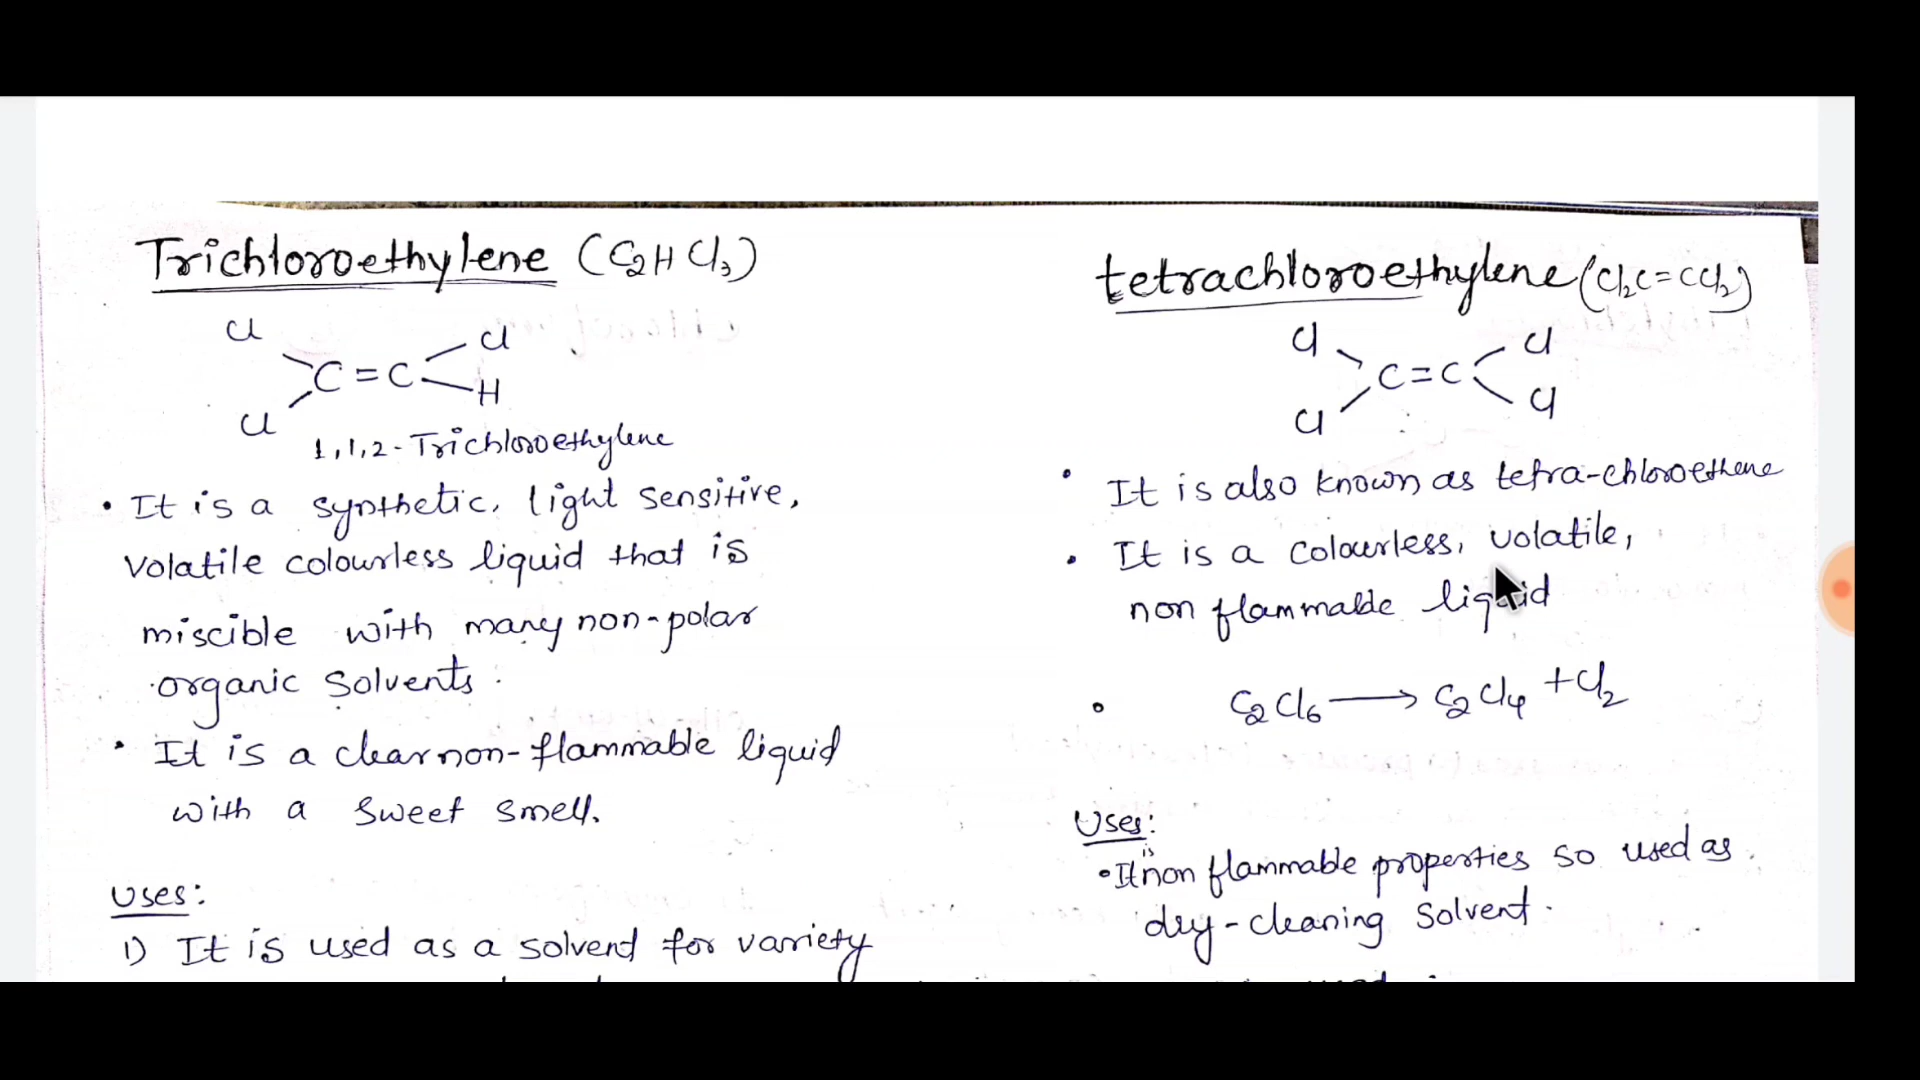 Trichloroethylene (C2HCl3)
Cl
Cl
C=C
H
Cl
1,1,2-Trichloroethylene
• It is a synthetic, light sensitive,
volatile colourless liquid that is
miscible with many non-polar
organic solvents.
• It is a clear non-flammable liquid
with a sweet smell.
Uses:
1) It is used as a solvent for variety
tetrachloroethylene (Cl2C=CCl2)
Cl
Cl
C=C
Cl
Cl
• It is also known as tetra-chloroethene
• It is a colourless, volatile,
non flammable liquid
• C2Cl6 → C2Cl4 + Cl2
Uses:
• It is non flammable properties so used as
dry-cleaning solvent.